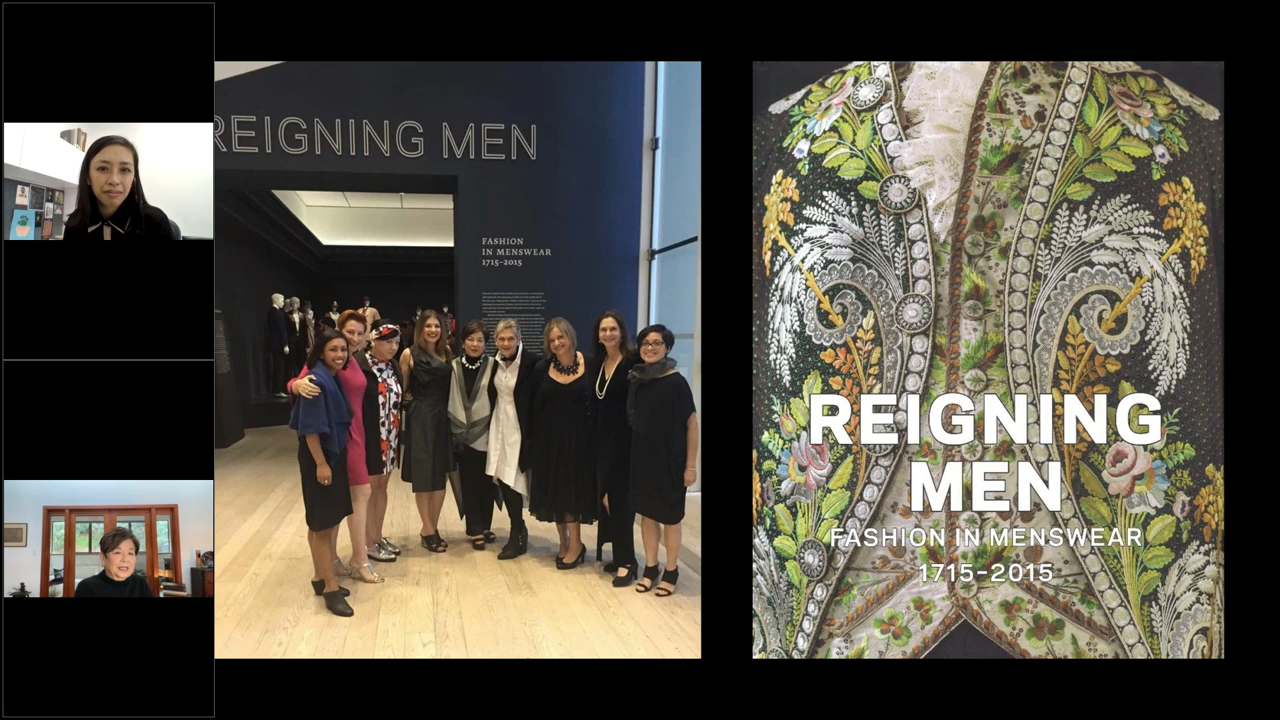 REIGNING MEN
FASHION
IN MENSWEAR
1715–2015
REIGNING
MEN
FASHION IN MENSWEAR
1715–2015